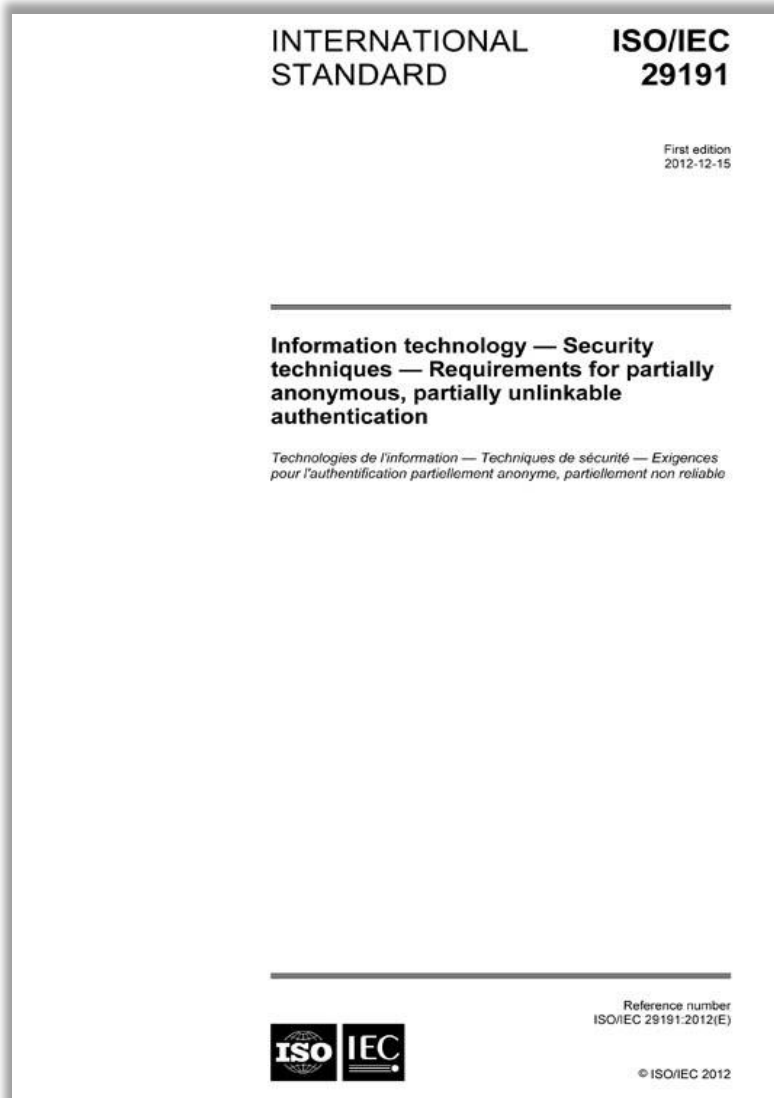 INTERNATIONAL STANDARD
ISO/IEC 29191
First edition
2012-12-15
Information technology — Security
techniques — Requirements for partially
anonymous, partially unlinkable
authentication
Technologies de l'information — Techniques de sécurité — Exigences
pour l'authentification partiellement anonyme, partiellement non reliable
Reference number
ISO/IEC 29191:2012(E)
ISO IEC
© ISO/IEC 2012